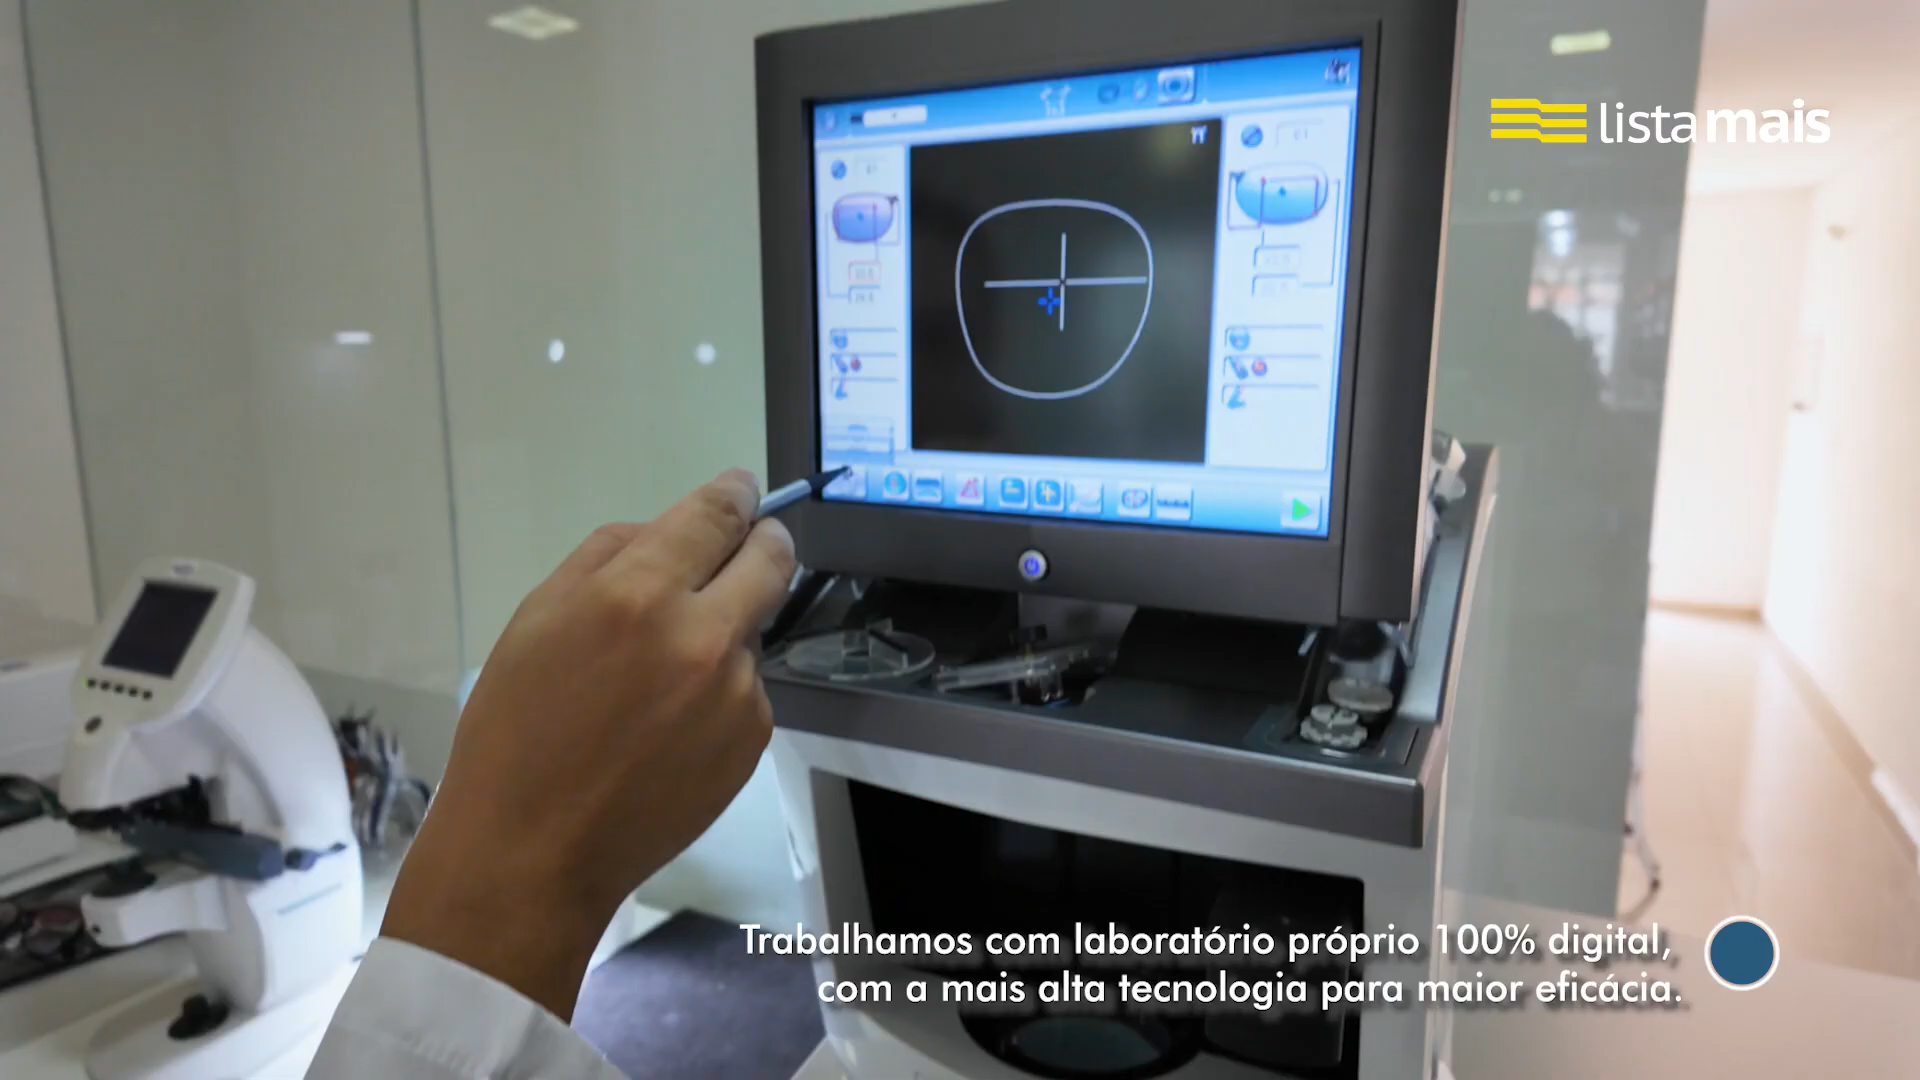 listamais
Trabalhamos com laboratório próprio 100% digital,
com a mais alta tecnologia para maior eficácia.